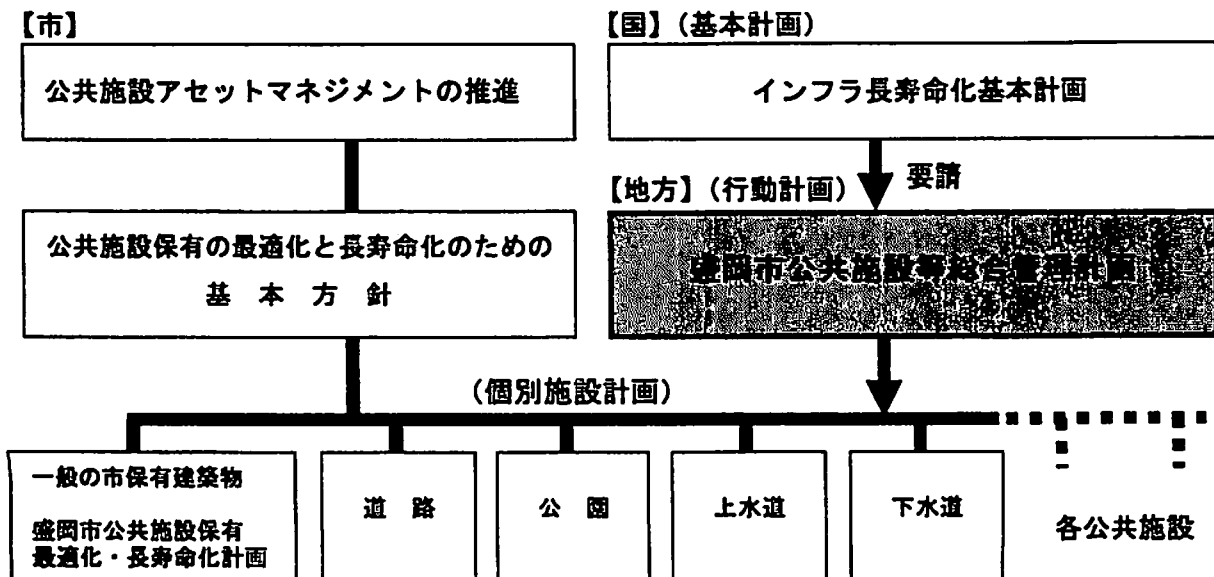 【市】
公共施設アセットマネジメントの推進
公共施設保有の最適化と長寿命化のための
基 本 方 針
【国】（基本計画）
インフラ長寿命化基本計画
要請
【地方】（行動計画）
盛岡市公共施設等総合管理計画
（個別施設計画）
一般の市保有建築物
盛岡市公共施設保有
最適化・長寿命化計画
道 路
公 園
上水道
下水道
各公共施設